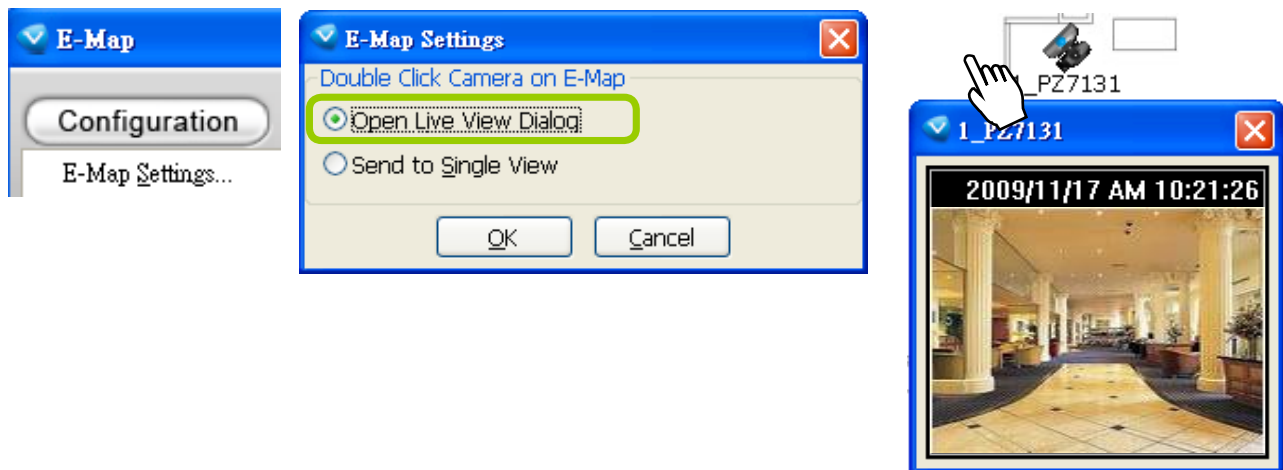 E-Map
Configuration
E-Map Settings...
E-Map Settings
Double Click Camera on E-Map
Open Live View Dialog
Send to Single View
OK
Cancel
_PZ7131
1_PZ7131
2009/11/17 AM 10:21:26